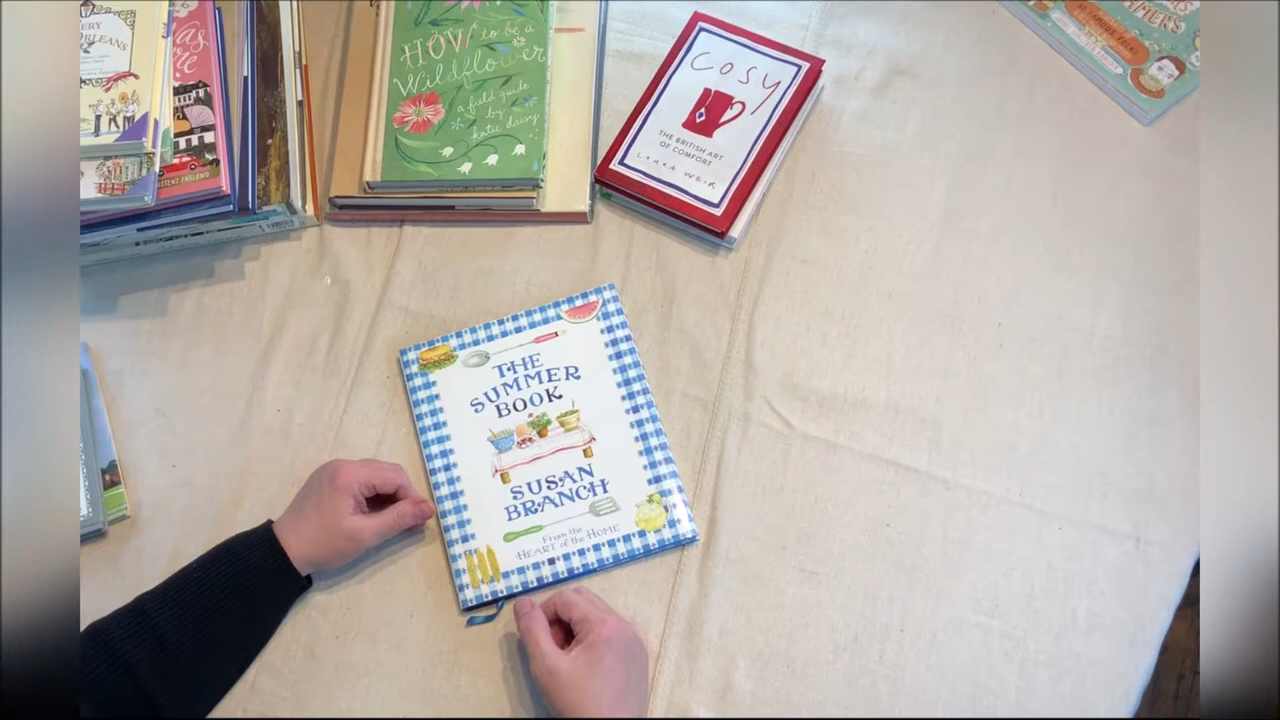 ORLEANS
HOW to be a
Wildflower
a field guide
by
katie daisy
COSY
THE BRITISH ART
OF COMFORT
LAURA WEIR
THE
SUMMER
BOOK
SUSAN
BRANCH
From the
HEART of the HOME